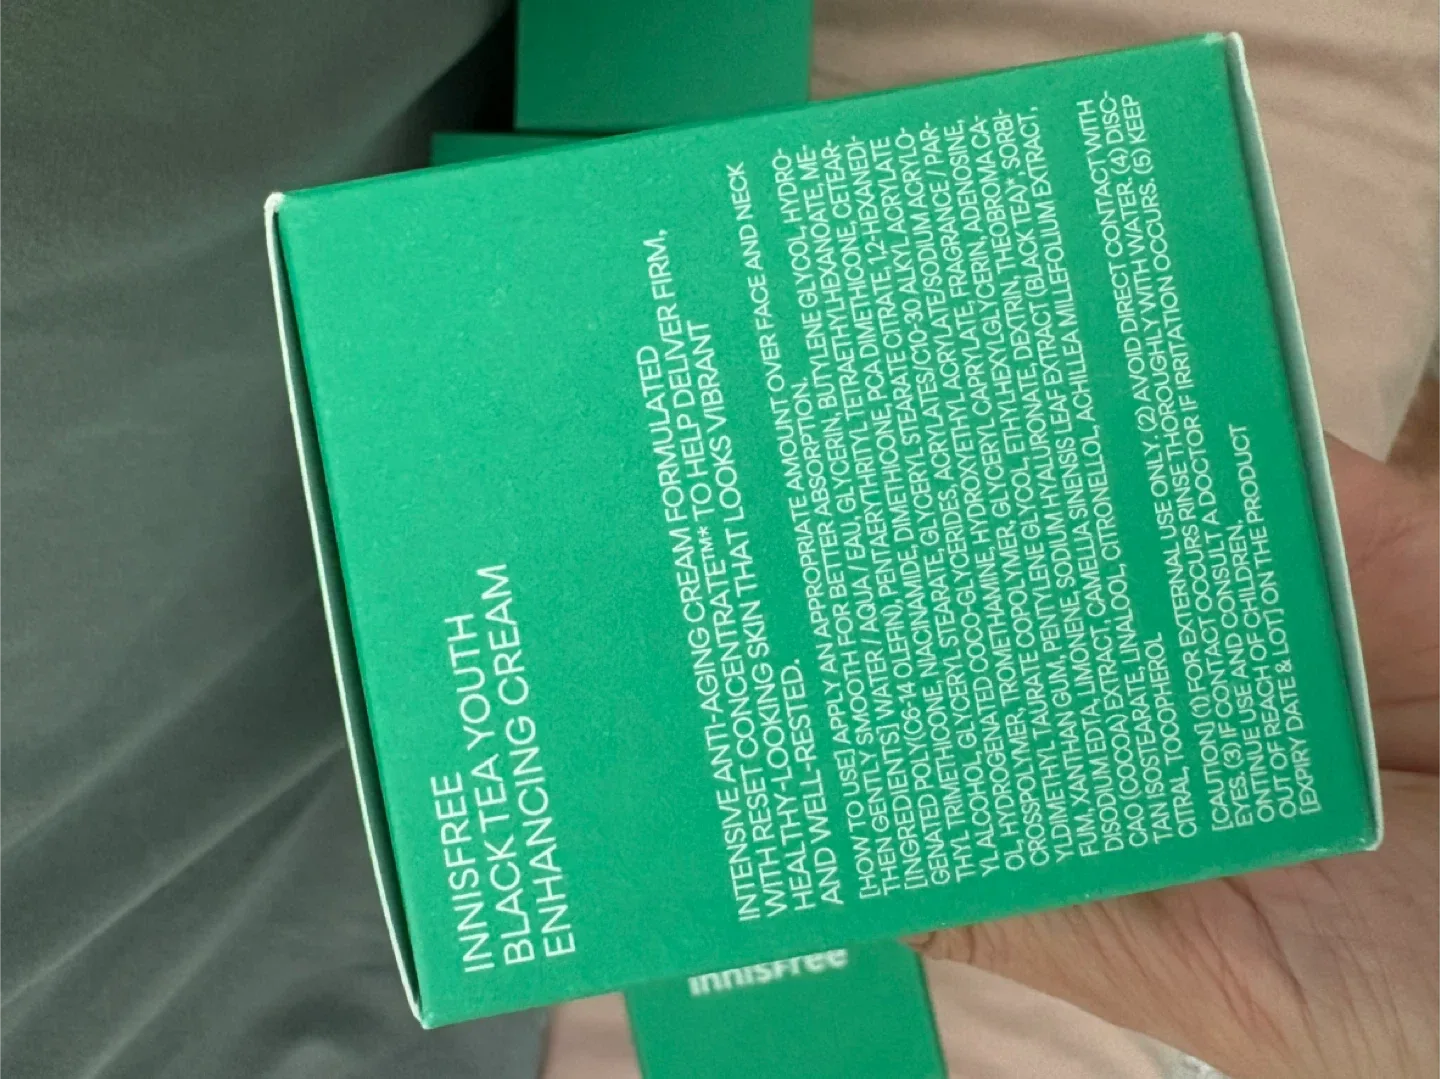 INNISFREE
BLACK TEA YOUTH
ENHANCING CREAM
INTENSIVE ANTI-AGING CREAM FORMULATED
WITH RESET CONCENTRATE™* TO HELP DELIVER FIRM,
HEALTHY-LOOKING SKIN THAT LOOKS VIBRANT
AND WELL-RESTED.
[HOW TO USE] APPLY AN APPROPRIATE AMOUNT OVER FACE AND NECK
THEN GENTLY SMOOTH FOR BETTER ABSORPTION.
[INGREDIENTS] WATER / AQUA / EAU, GLYCERIN, BUTYLENE GLYCOL, HYDRO-
GENATED POLY(C6-14 OLEFIN), PENTAERYTHRITYL TETRAETHYLHEXANOATE, ME-
THYL TRIMETHICONE, NIACINAMIDE, DIMETHICONE, PCA DIMETHICONE, CETEAR-
YL ALCOHOL, GLYCERYL STEARATE, GLYCERYL STEARATE CITRATE, 1,2-HEXANEDI-
OL, HYDROGENATED COCO-GLYCERIDES, ACRYLATES/C10-30 ALKYL ACRYLATE
CROSSPOLYMER, TROMETHAMINE, HYDROXYETHYL ACRYLATE/SODIUM ACRYLO-
YLDIMETHYL TAURATE COPOLYMER, GLYCERYL CAPRYLATE, FRAGRANCE / PAR-
FUM, XANTHAN GUM, PENTYLENE GLYCOL, ETHYLHEXYLGLYCERIN, ADENOSINE,
DISODIUM EDTA, LIMONENE, SODIUM HYALURONATE, DEXTRIN, THEOBROMA CA-
CAO (COCOA) EXTRACT, CAMELLIA SINENSIS LEAF EXTRACT (BLACK TEA)*, SORBI-
TAN ISOSTEARATE, LINALOOL, CITRONELLOL, ACHILLEA MILLEFOLIUM EXTRACT,
CITRAL, TOCOPHEROL
[CAUTION] (1) FOR EXTERNAL USE ONLY. (2) AVOID DIRECT CONTACT WITH
EYES. (3) IF CONTACT OCCURS RINSE THOROUGHLY WITH WATER. (4) DISC-
ONTINUE USE AND CONSULT A DOCTOR IF IRRITATION OCCURS. (5) KEEP
OUT OF REACH OF CHILDREN.
[EXPIRY DATE & LOT] ON THE PRODUCT
innisfree